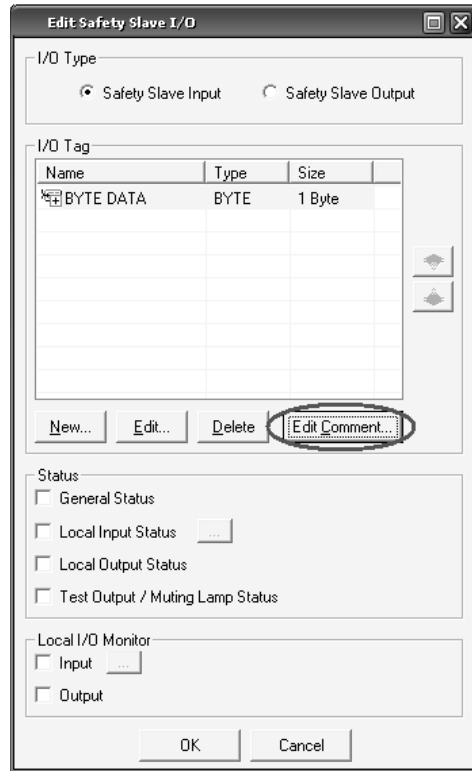 Edit Safety Slave I/O
I/O Type
Safety Slave Input Safety Slave Output
I/O Tag
Name Type Size
BYTE DATA BYTE 1 Byte
New... Edit... Delete Edit Comment...
Status
General Status
Local Input Status ...
Local Output Status
Test Output / Muting Lamp Status
Local I/O Monitor
Input ...
Output
OK Cancel